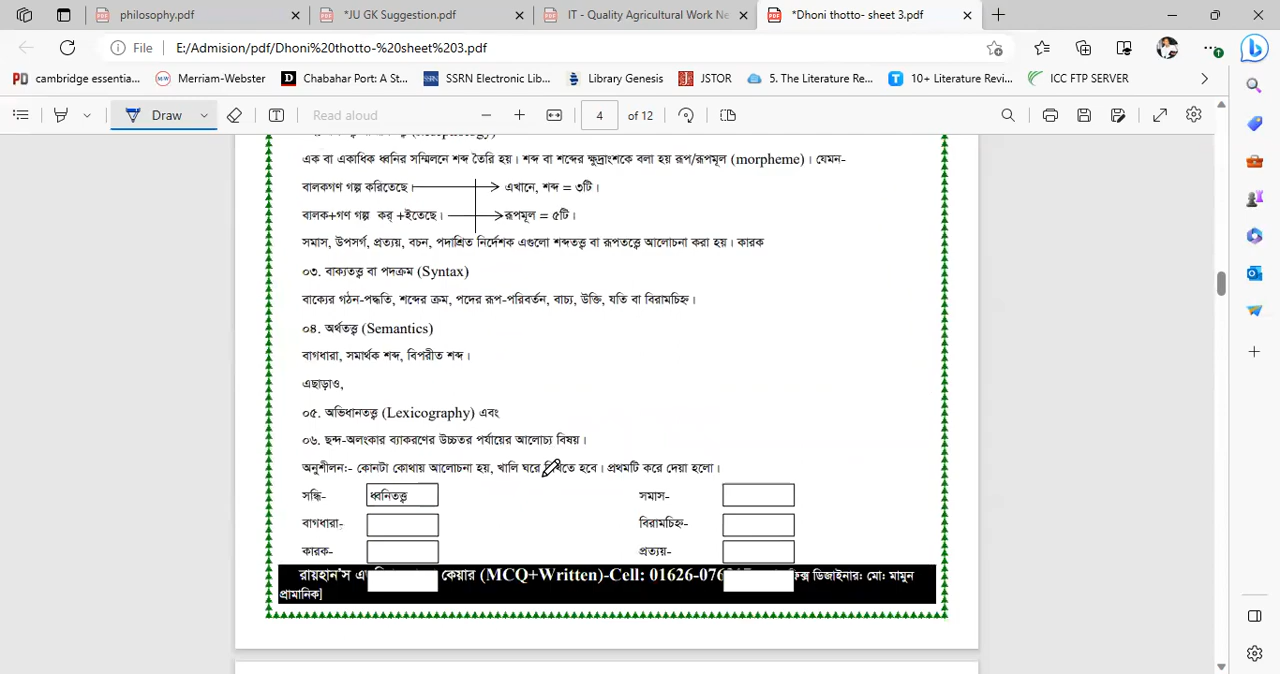 philosophy.pdf
*JU GK Suggestion.pdf
IT - Quality Agricultural Work Ne
*Dhoni thotto- sheet 3.pdf
File
E:/Admision/pdf/Dhoni%20thotto-%20sheet%203.pdf
cambridge essentia...
Merriam-Webster
Chabahar Port: A St...
SSRN Electronic Lib...
Library Genesis
JSTOR
5. The Literature Re...
10+ Literature Revi...
ICC FTP SERVER
Draw
Read aloud
4 of 12
এক বা একাধিক ধ্বনির সম্মিলনে শব্দ তৈরি হয়। শব্দ বা শব্দের ক্ষুদ্রাংশকে বলা হয় রূপ/রূপমূল (morpheme)। যেমন-
বালকগণ গল্প করিতেছে। এখানে, শব্দ = ৩টি।
বালক+গণ গল্প কর্ +ইতেছে। রূপমূল = ৫টি।
সমাস, উপসর্গ, প্রত্যয়, বচন, পদাশ্রিত নির্দেশক এগুলো শব্দতত্ত্ব বা রূপতত্ত্বে আলোচনা করা হয়। কারক
০৩. বাক্যতত্ত্ব বা পদক্রম (Syntax)
বাক্যের গঠন-পদ্ধতি, শব্দের ক্রম, পদের রূপ-পরিবর্তন, বাচ্য, উক্তি, যতি বা বিরামচিহ্ন।
০৪. অর্থতত্ত্ব (Semantics)
বাগধারা, সমার্থক শব্দ, বিপরীত শব্দ।
এছাড়াও,
০৫. অভিধানতত্ত্ব (Lexicography) এবং
০৬. ছন্দ-অলংকার ব্যাকরণের উচ্চতর পর্যায়ের আলোচ্য বিষয়।
অনুশীলন:- কোনটা কোথায় আলোচনা হয়, খালি ঘরে হবে। প্রথমটি করে দেয়া হলো।
সন্ধি- ধ্বনিতত্ত্ব সমাস-
বাগধারা- বিরামচিহ্ন-
কারক- প্রত্যয়-
রায়হান'স কেয়ার (MCQ+Written)-Cell: 01626-076 ডিজাইনার: মো: মামুন
প্রামানিক]